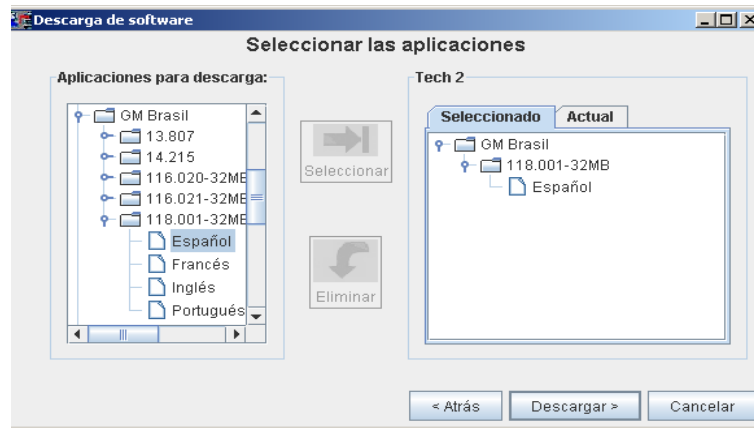 Descarga de software
Seleccionar las aplicaciones
Aplicaciones para descarga:
GM Brasil
13.807
14.215
116.020-32MB
116.021-32MB
118.001-32MB
Español
Francés
Inglés
Portugués
Seleccionar
Eliminar
Tech 2
Seleccionado
Actual
GM Brasil
118.001-32MB
Español
< Atrás
Descargar >
Cancelar